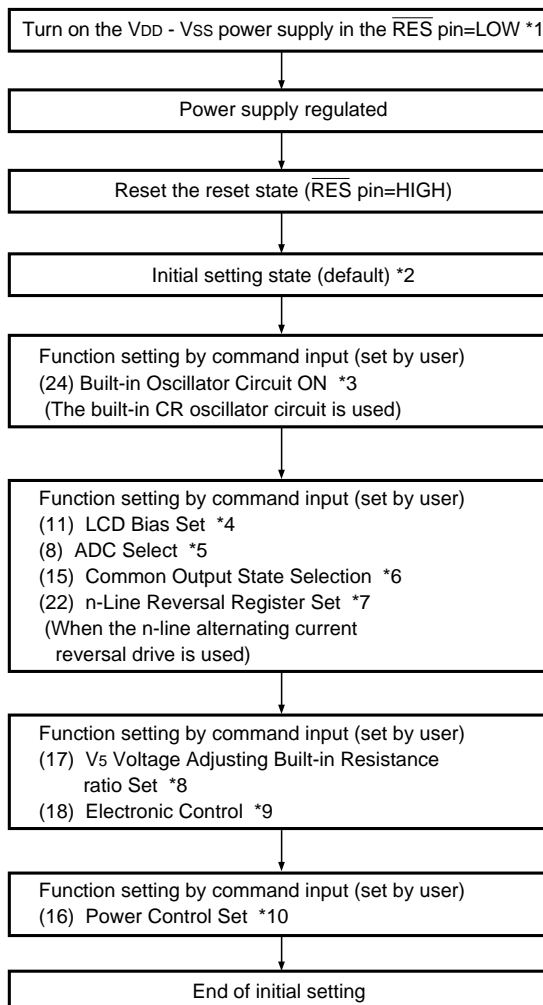 Turn on the VDD - VSS power supply in the R̅E̅S̅ pin=LOW *1
Power supply regulated
Reset the reset state (R̅E̅S̅ pin=HIGH)
Initial setting state (default) *2
Function setting by command input (set by user)
(24) Built-in Oscillator Circuit ON *3
(The built-in CR oscillator circuit is used)
Function setting by command input (set by user)
(11) LCD Bias Set *4
(8) ADC Select *5
(15) Common Output State Selection *6
(22) n-Line Reversal Register Set *7
(When the n-line alternating current
reversal drive is used)
Function setting by command input (set by user)
(17) V5 Voltage Adjusting Built-in Resistance
ratio Set *8
(18) Electronic Control *9
Function setting by command input (set by user)
(16) Power Control Set *10
End of initial setting